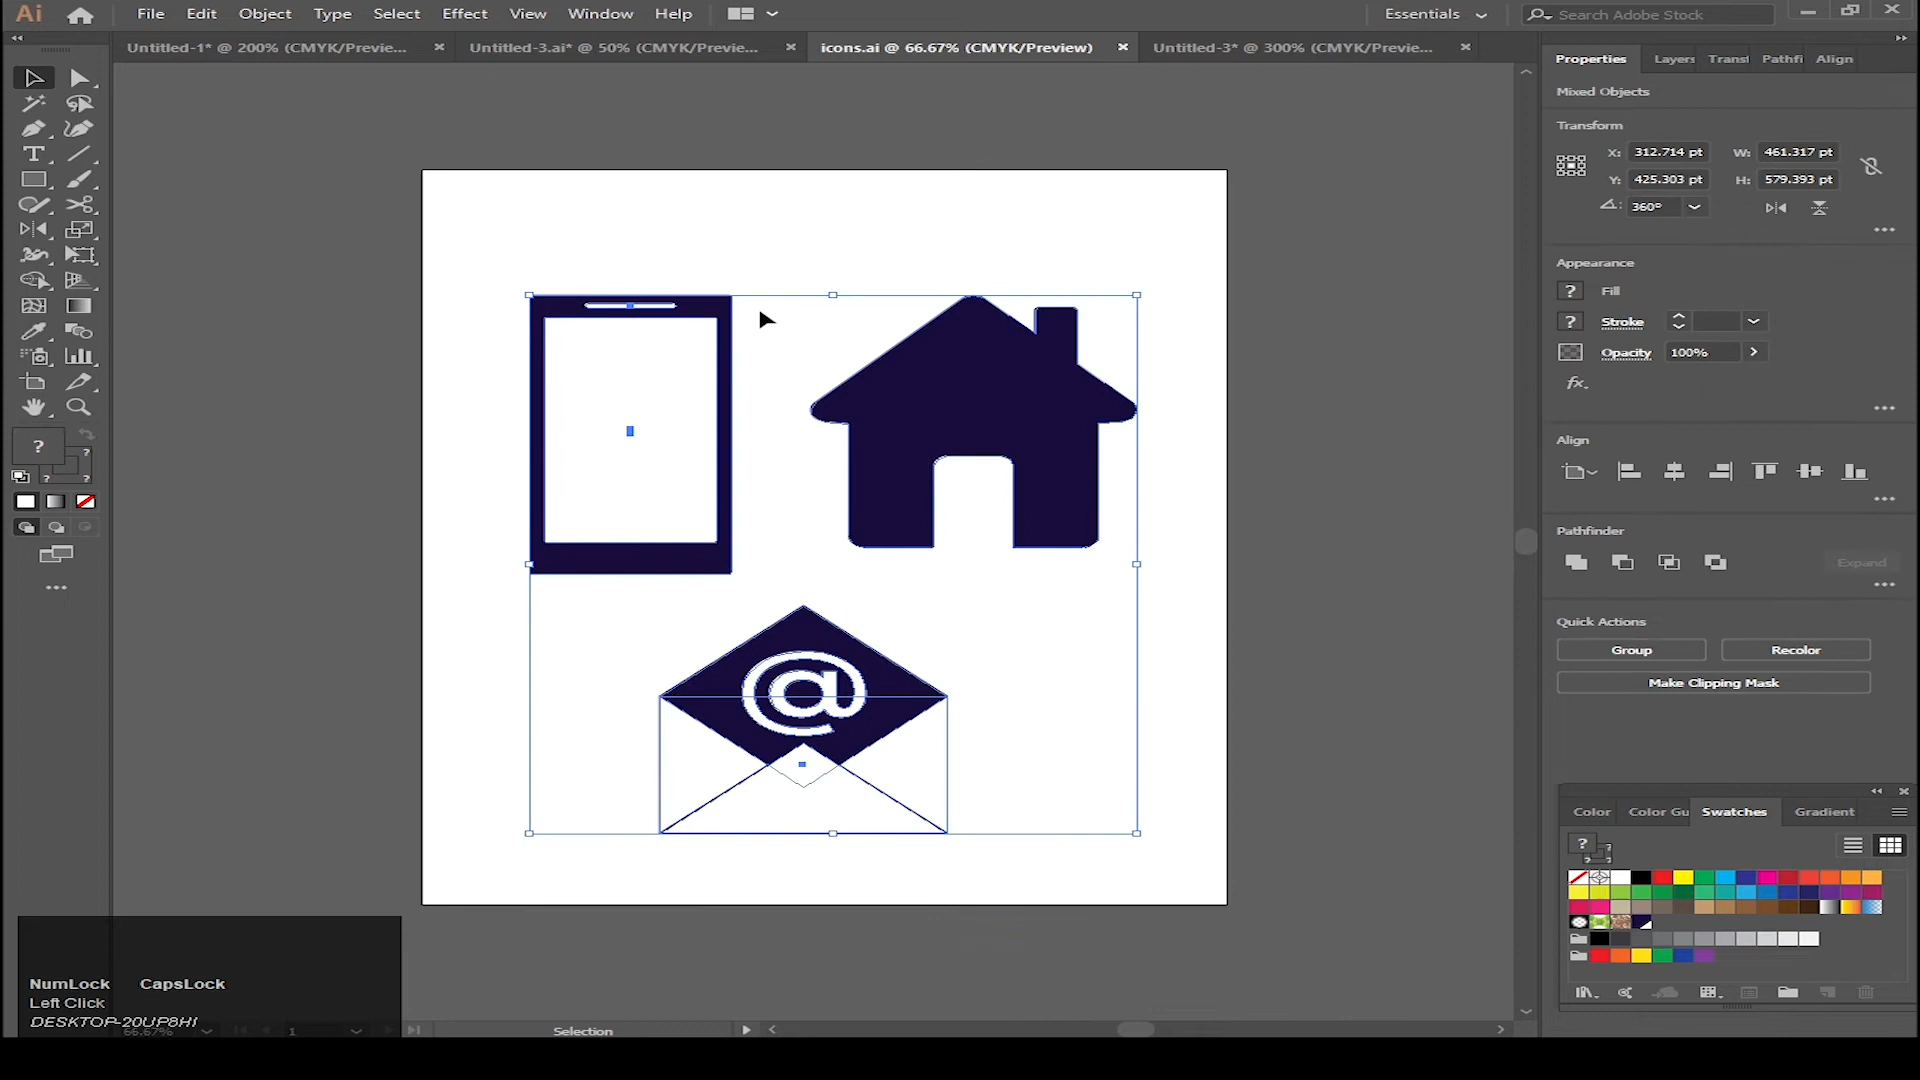 Ai File Edit Object Type Select Effect View Window Help Essentials Search Adobe Stock
Untitled-1* @ 200% (CMYK/Previe... Untitled-3.ai* @ 50% (CMYK/Previe... icons.ai @ 66.67% (CMYK/Preview) Untitled-3* @ 300% (CMYK/Previe...
Properties Layers Transf Pathfi Align
Mixed Objects
Transform
X: 312.714 pt W: 461.317 pt
Y: 425.303 pt H: 579.393 pt
360°
Appearance
? Fill
? Stroke
Opacity 100%
fx.
Align
Pathfinder
Expand
Quick Actions
Group Recolor
Make Clipping Mask
@
Color Color Gu Swatches Gradient
NumLock CapsLock
Left Click
DESKTOP-20UP8HI
66.67% 1 Selection